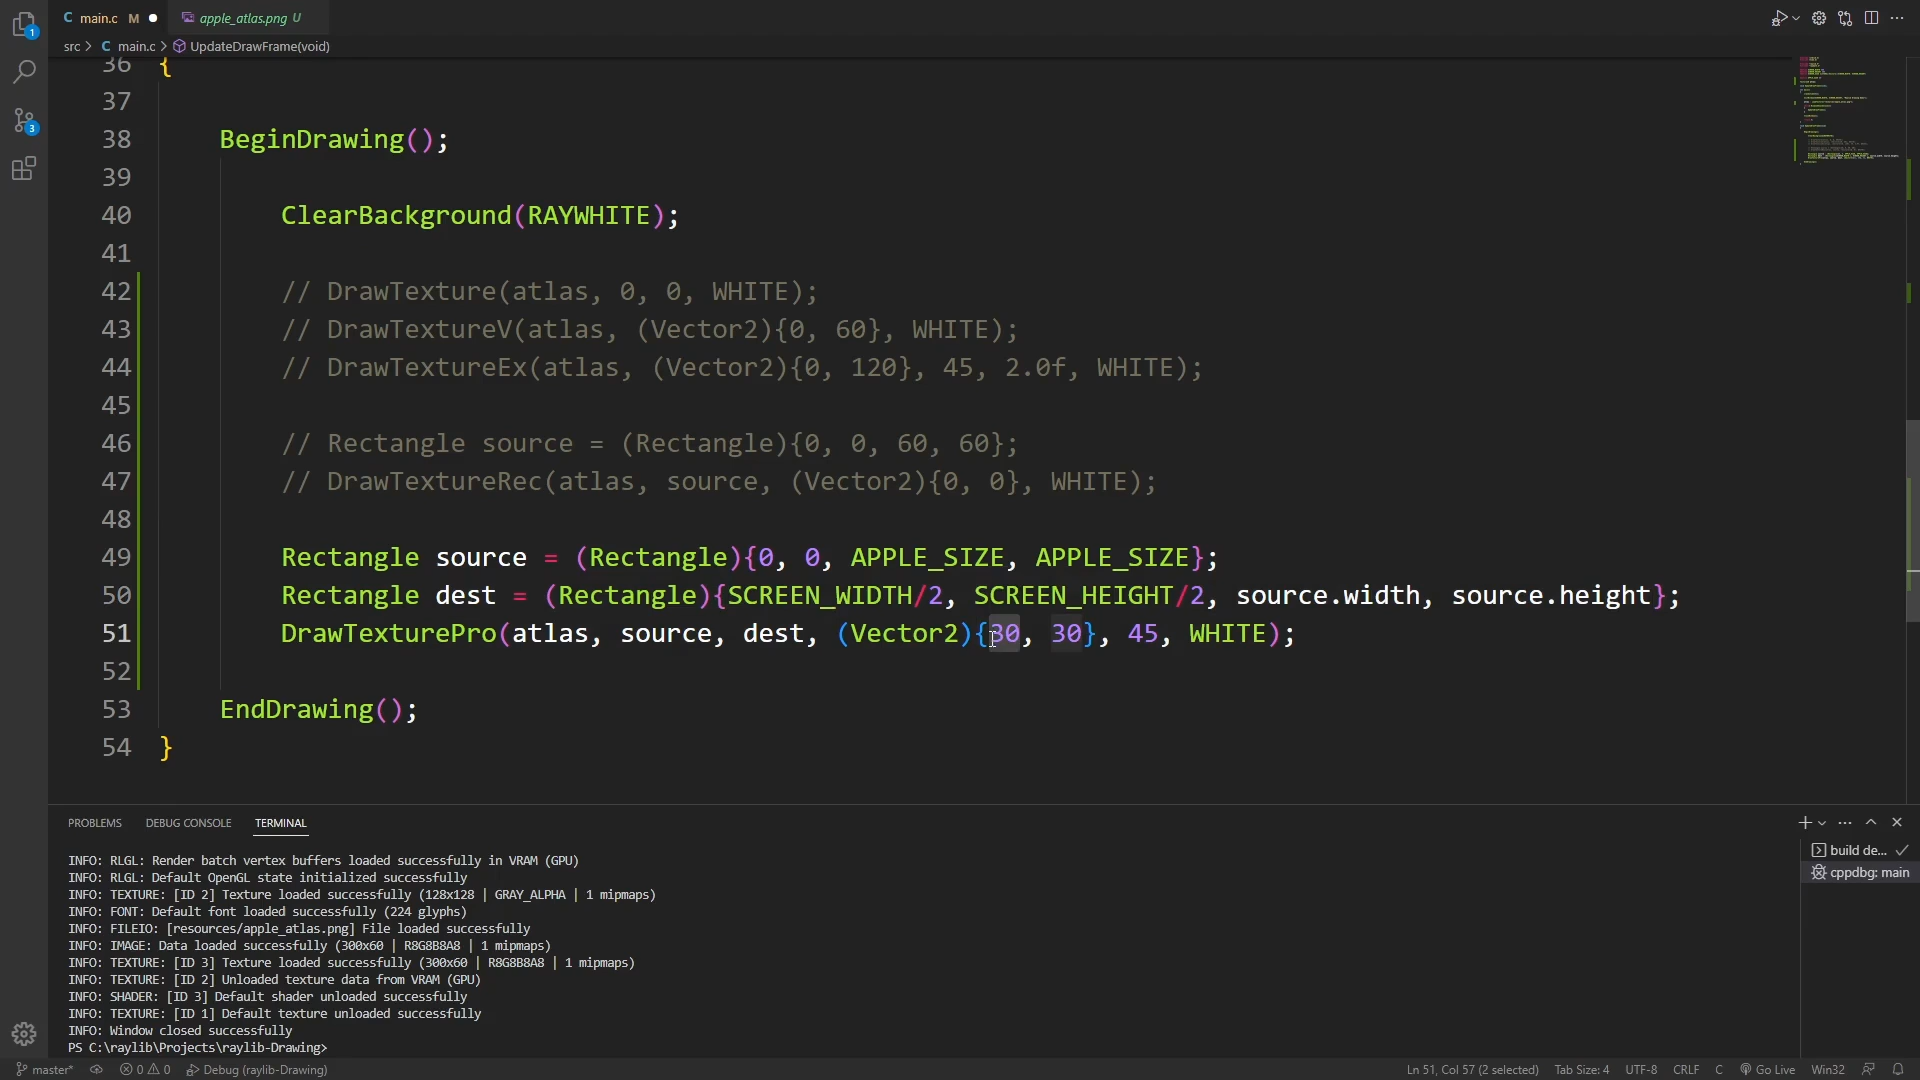 main.c M
apple_atlas.png U
src > C main.c > UpdateDrawFrame(void)
36 {
37
38 BeginDrawing();
39
40 ClearBackground(RAYWHITE);
41
42 // DrawTexture(atlas, 0, 0, WHITE);
43 // DrawTextureV(atlas, (Vector2){0, 60}, WHITE);
44 // DrawTextureEx(atlas, (Vector2){0, 120}, 45, 2.0f, WHITE);
45
46 // Rectangle source = (Rectangle){0, 0, 60, 60};
47 // DrawTextureRec(atlas, source, (Vector2){0, 0}, WHITE);
48
49 Rectangle source = (Rectangle){0, 0, APPLE_SIZE, APPLE_SIZE};
50 Rectangle dest = (Rectangle){SCREEN_WIDTH/2, SCREEN_HEIGHT/2, source.width, source.height};
51 DrawTexturePro(atlas, source, dest, (Vector2){30, 30}, 45, WHITE);
52
53 EndDrawing();
54 }
PROBLEMS DEBUG CONSOLE TERMINAL
INFO: RLGL: Render batch vertex buffers loaded successfully in VRAM (GPU)
INFO: RLGL: Default OpenGL state initialized successfully
INFO: TEXTURE: [ID 2] Texture loaded successfully (128x128 | GRAY_ALPHA | 1 mipmaps)
INFO: FONT: Default font loaded successfully (224 glyphs)
INFO: FILEIO: [resources/apple_atlas.png] File loaded successfully
INFO: IMAGE: Data loaded successfully (300x60 | R8G8B8A8 | 1 mipmaps)
INFO: TEXTURE: [ID 3] Texture loaded successfully (300x60 | R8G8B8A8 | 1 mipmaps)
INFO: TEXTURE: [ID 2] Unloaded texture data from VRAM (GPU)
INFO: SHADER: [ID 3] Default shader unloaded successfully
INFO: TEXTURE: [ID 1] Default texture unloaded successfully
INFO: Window closed successfully
PS C:\raylib\Projects\raylib-Drawing>
build de...
cppdbg: main
1
3
master* 0 0 Debug (raylib-Drawing)
Ln 51, Col 57 (2 selected) Tab Size: 4 UTF-8 CRLF C Go Live Win32